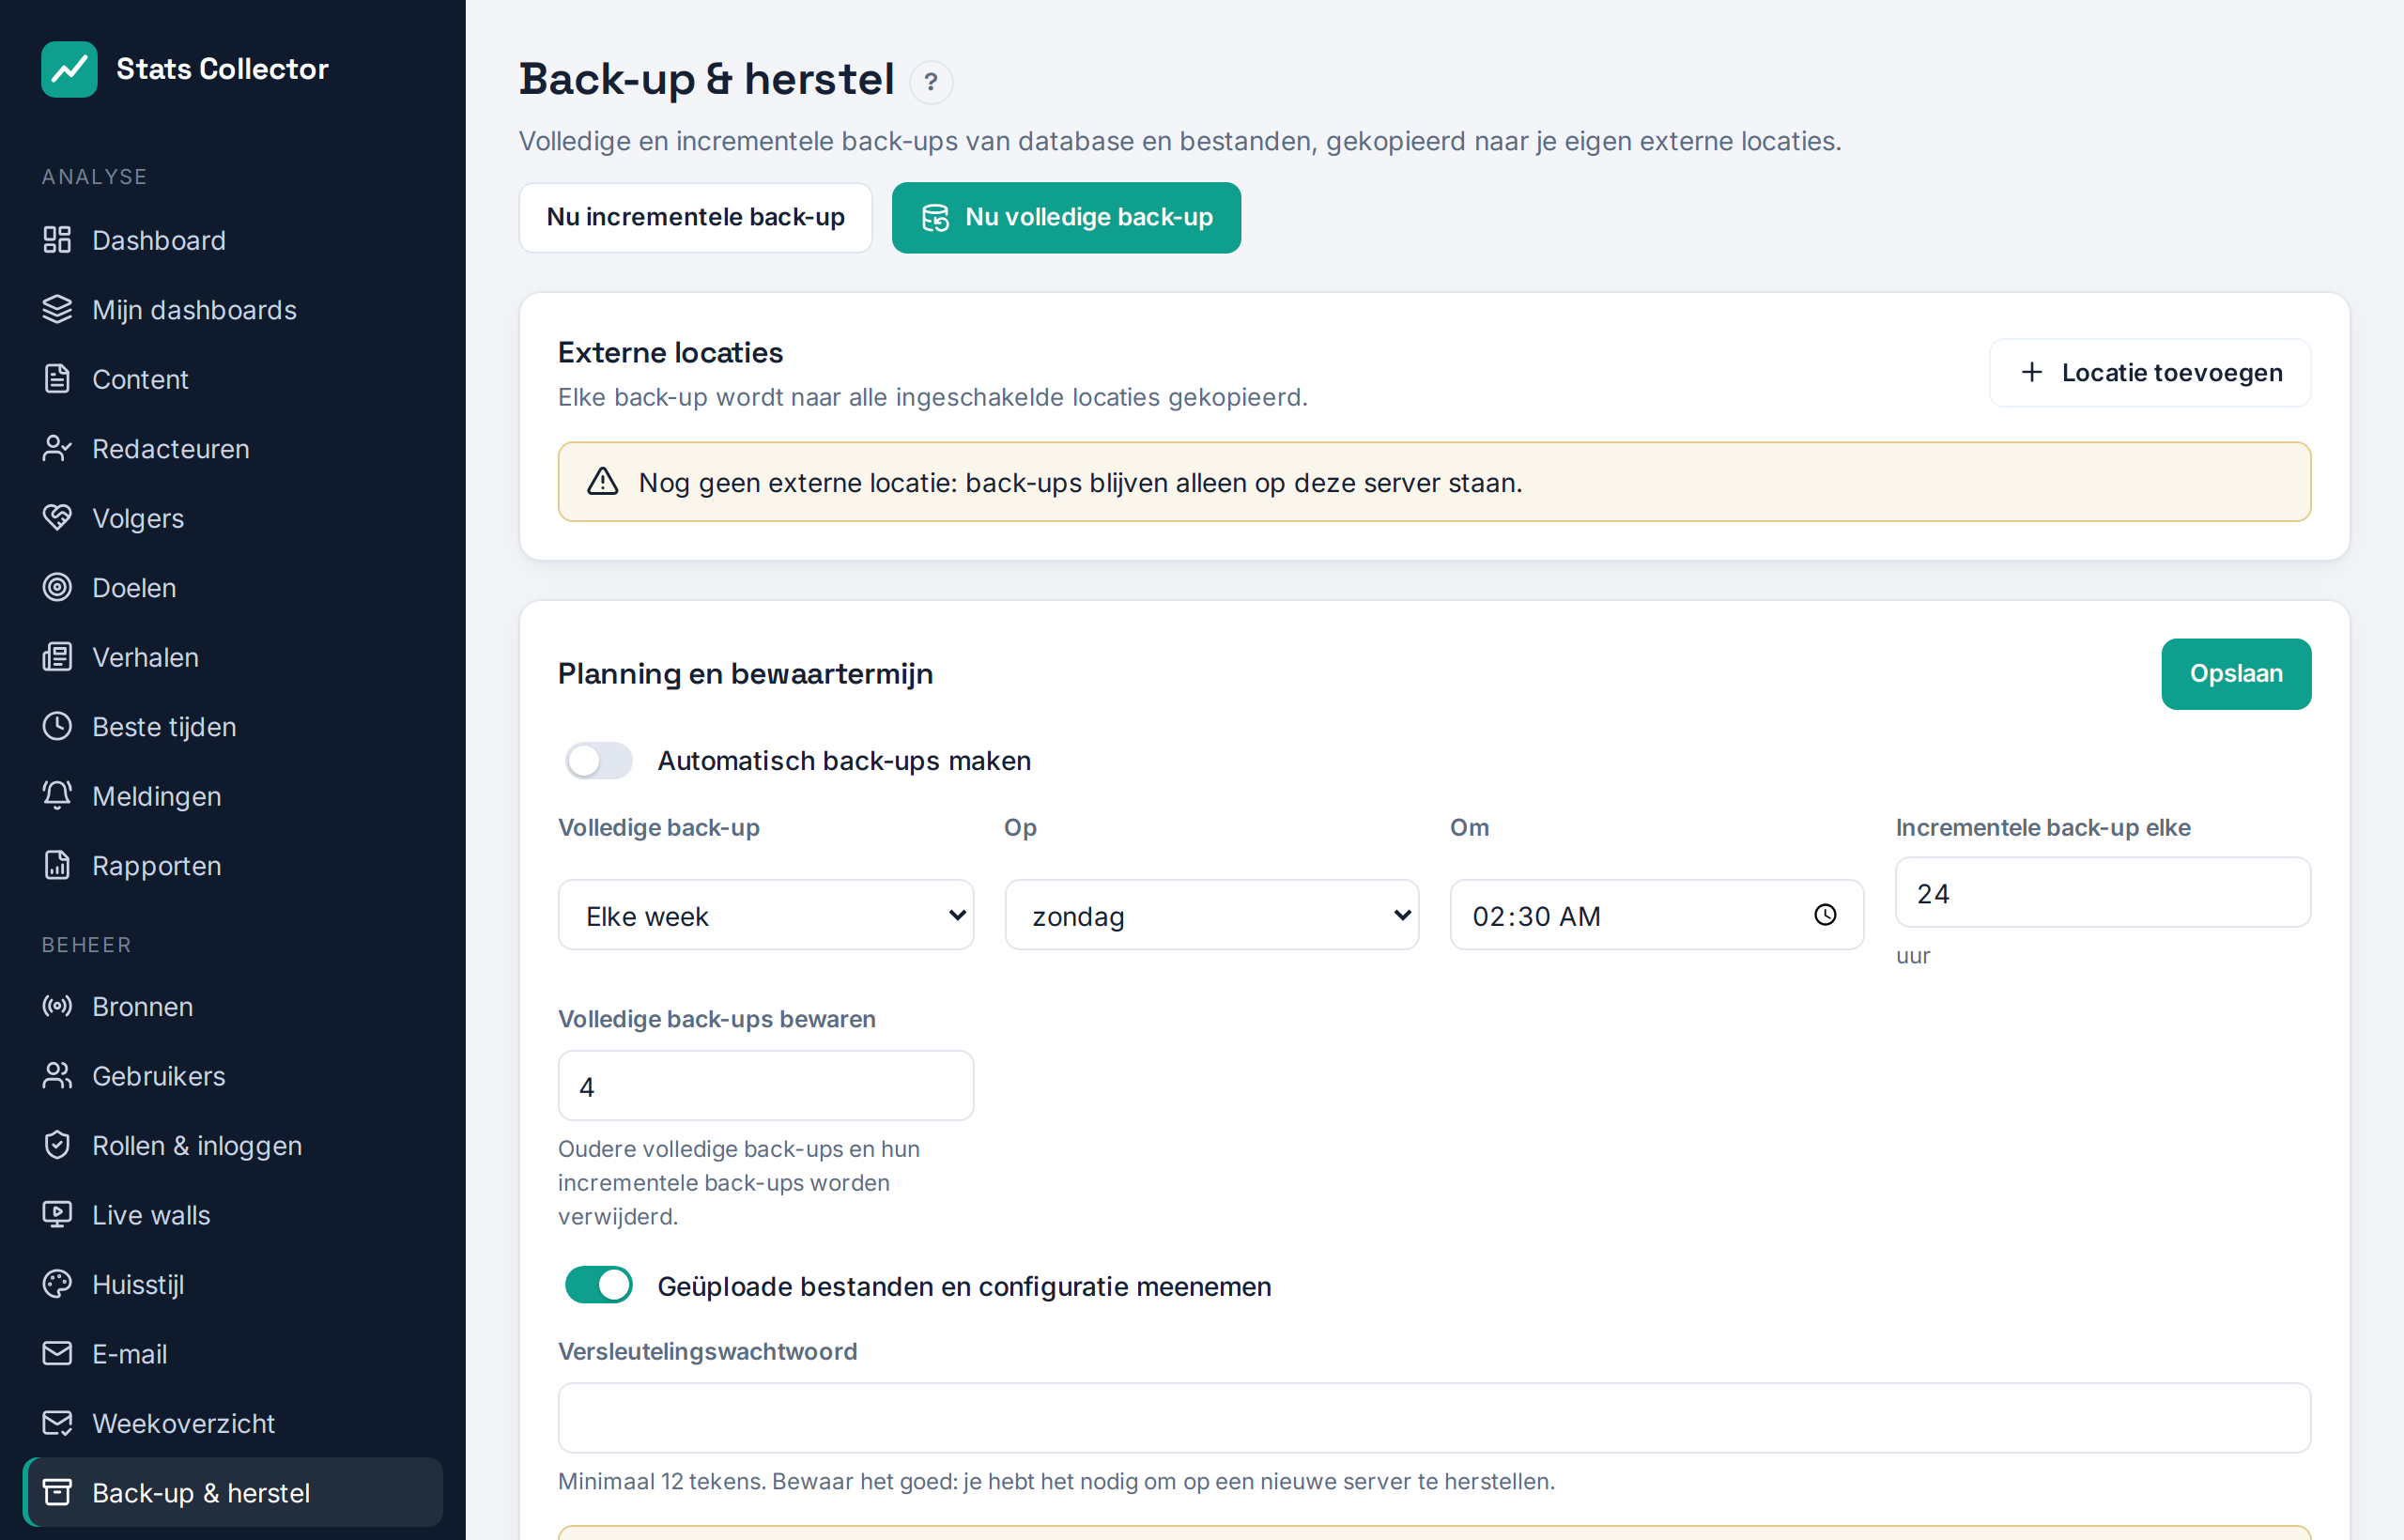 Stats Collector
ANALYSE
Dashboard
Mijn dashboards
Content
Redacteuren
Volgers
Doelen
Verhalen
Beste tijden
Meldingen
Rapporten
BEHEER
Bronnen
Gebruikers
Rollen & inloggen
Live walls
Huisstijl
E-mail
Weekoverzicht
Back-up & herstel
Back-up & herstel ?
Volledige en incrementele back-ups van database en bestanden, gekopieerd naar je eigen externe locaties.
Nu incrementele back-up
Nu volledige back-up
Externe locaties
Elke back-up wordt naar alle ingeschakelde locaties gekopieerd.
Locatie toevoegen
Nog geen externe locatie: back-ups blijven alleen op deze server staan.
Planning en bewaartermijn
Opslaan
Automatisch back-ups maken
Volledige back-up
Elke week
Op
zondag
Om
02:30 AM
Incrementele back-up elke
24
uur
Volledige back-ups bewaren
4
Oudere volledige back-ups en hun
incrementele back-ups worden
verwijderd.
Geüploade bestanden en configuratie meenemen
Versleutelingswachtwoord
Minimaal 12 tekens. Bewaar het goed: je hebt het nodig om op een nieuwe server te herstellen.